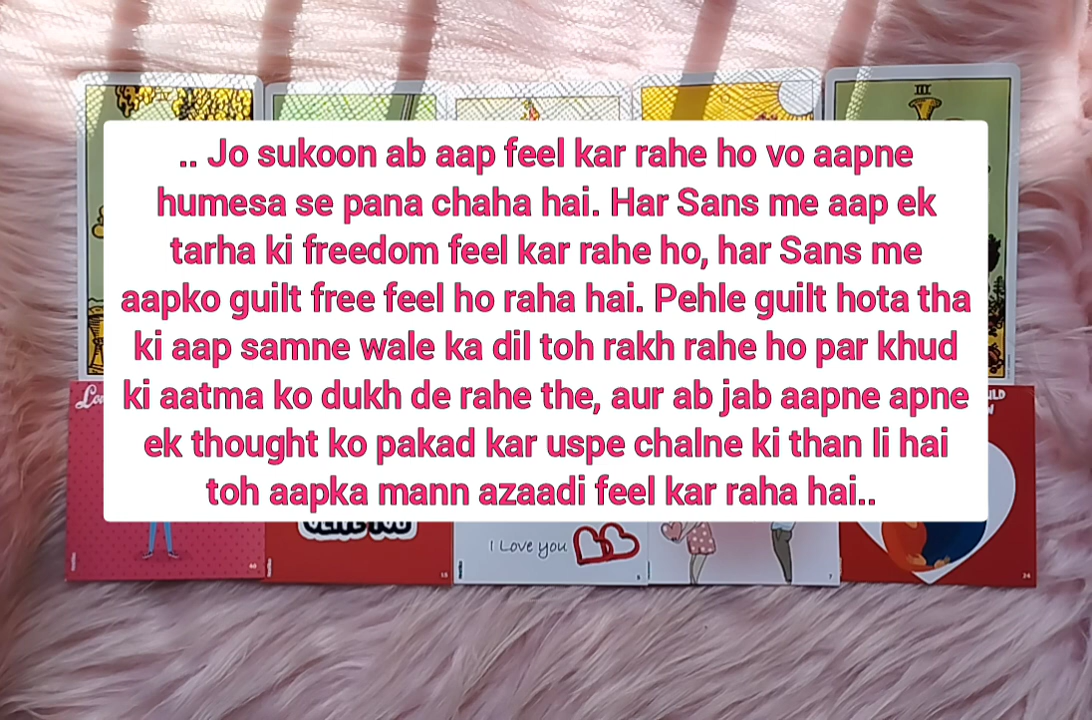 III
.. Jo sukoon ab aap feel kar rahe ho vo aapne
humesa se pana chaha hai. Har Sans me aap ek
tarha ki freedom feel kar rahe ho, har Sans me
aapko guilt free feel ho raha hai. Pehle guilt hota tha
ki aap samne wale ka dil toh rakh rahe ho par khud
ki aatma ko dukh de rahe the, aur ab jab aapne apne
ek thought ko pakad kar uspe chalne ki than li hai
toh aapka mann azaadi feel kar raha hai..
I Love you